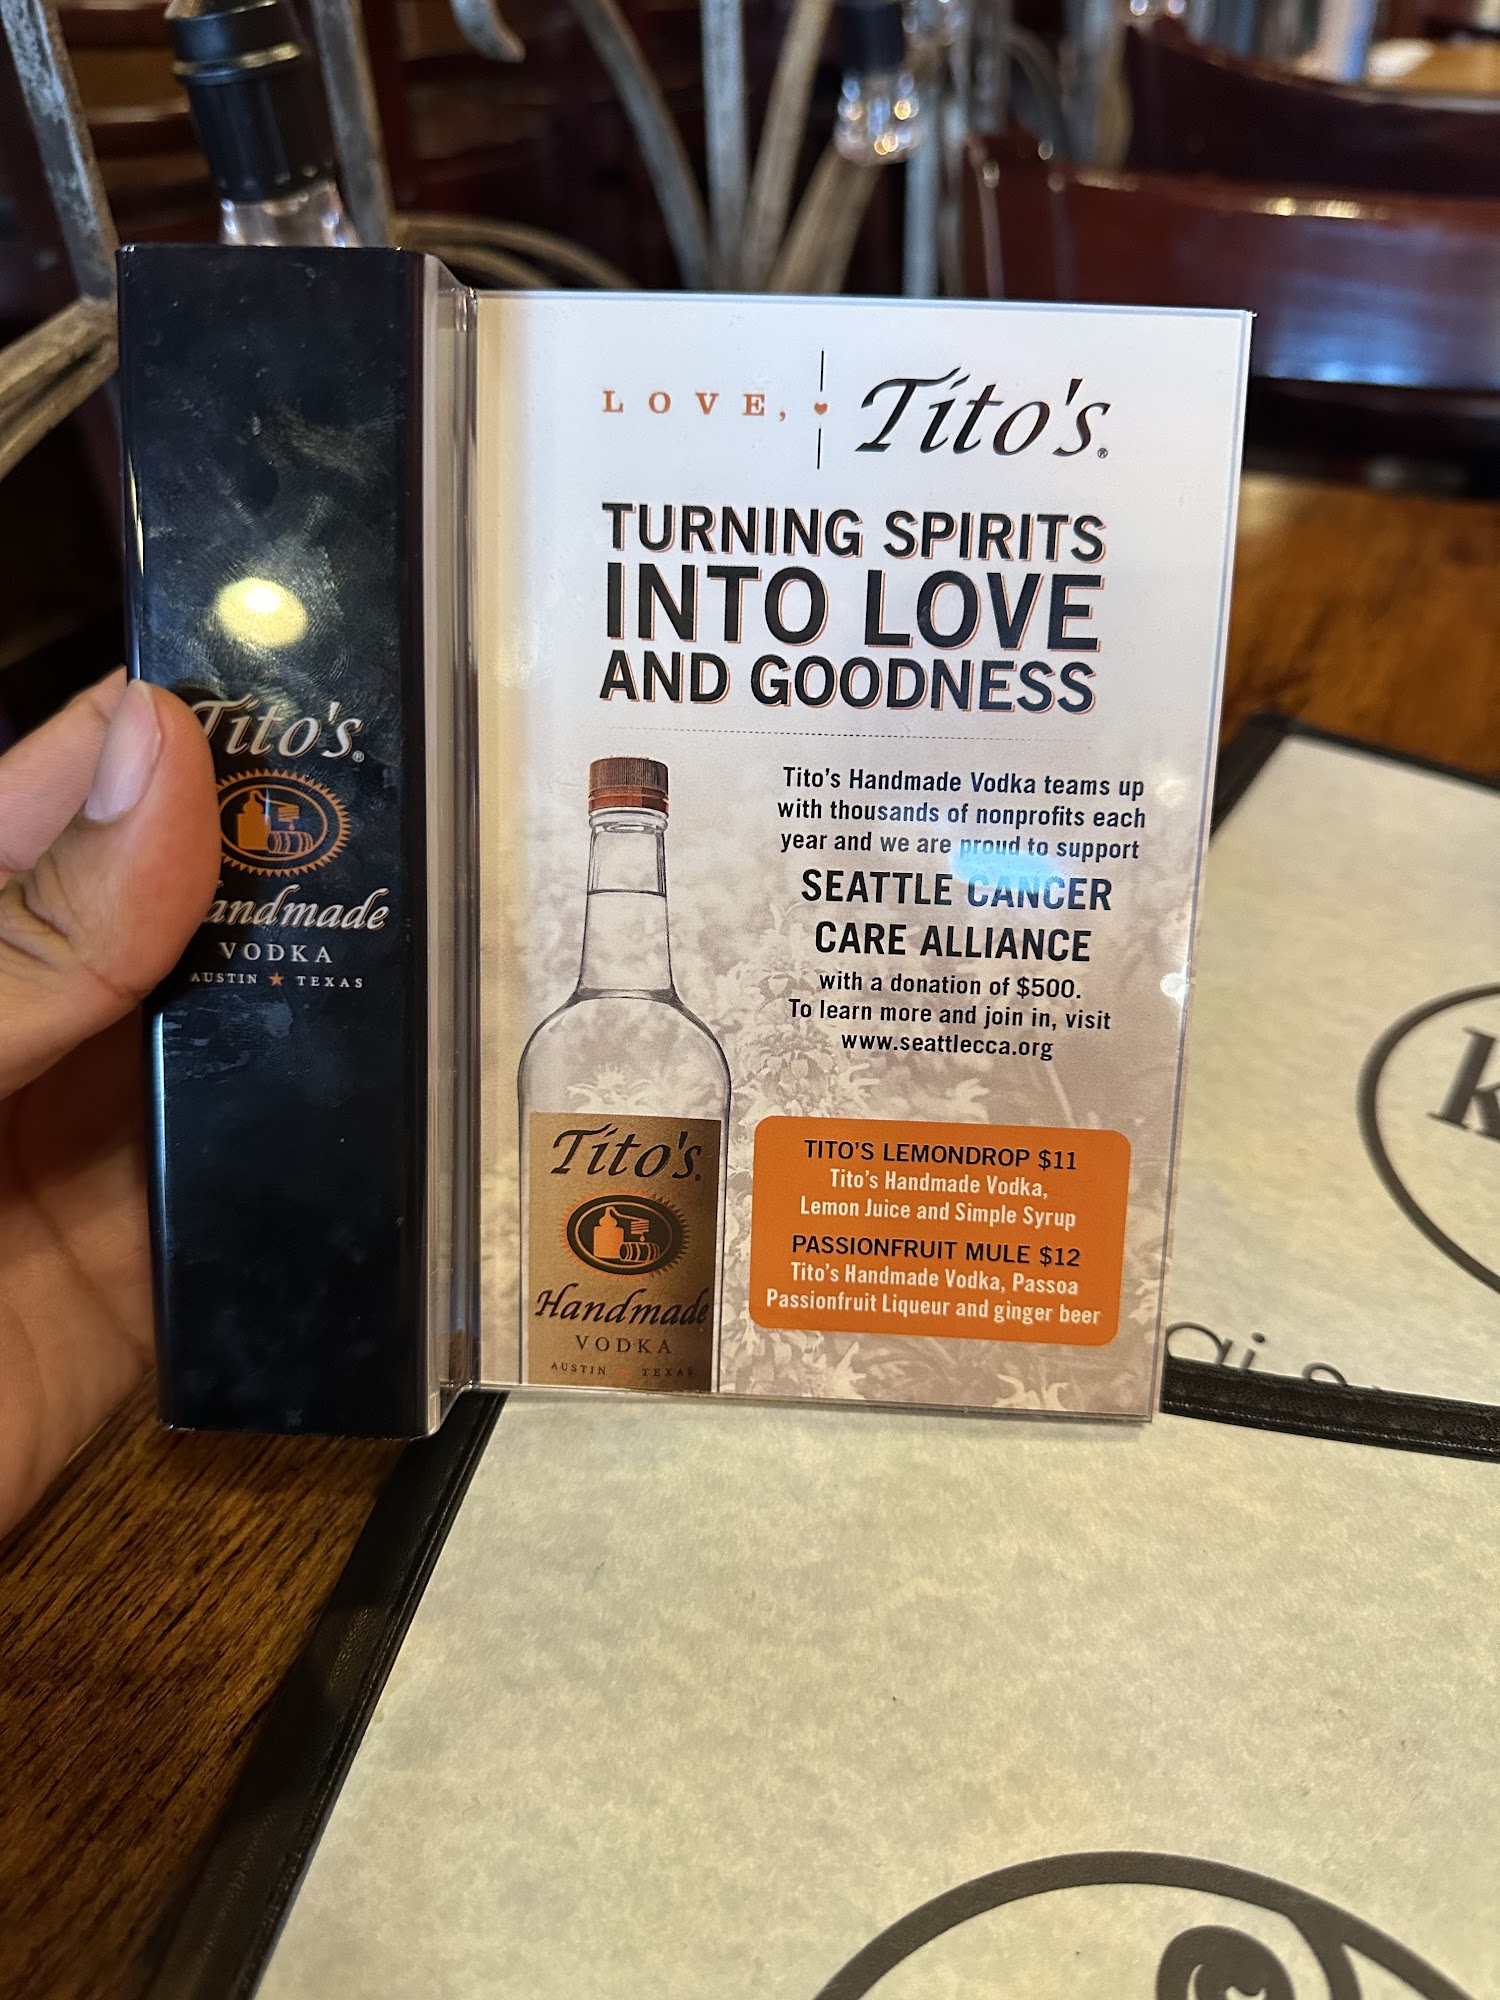 LOVE, Tito's®
TURNING SPIRITS
INTO LOVE
AND GOODNESS
Tito's Handmade Vodka teams up
with thousands of nonprofits each
year and we are proud to support
SEATTLE CANCER
CARE ALLIANCE
with a donation of $500.
To learn more and join in, visit
www.seattlecca.org
TITO'S LEMONDROP $11
Tito's Handmade Vodka,
Lemon Juice and Simple Syrup
PASSIONFRUIT MULE $12
Tito's Handmade Vodka, Passoa
Passionfruit Liqueur and ginger beer
Tito's.
Handmade
VODKA
AUSTIN TEXAS
Tito's®
andmade
VODKA
AUSTIN ★ TEXAS